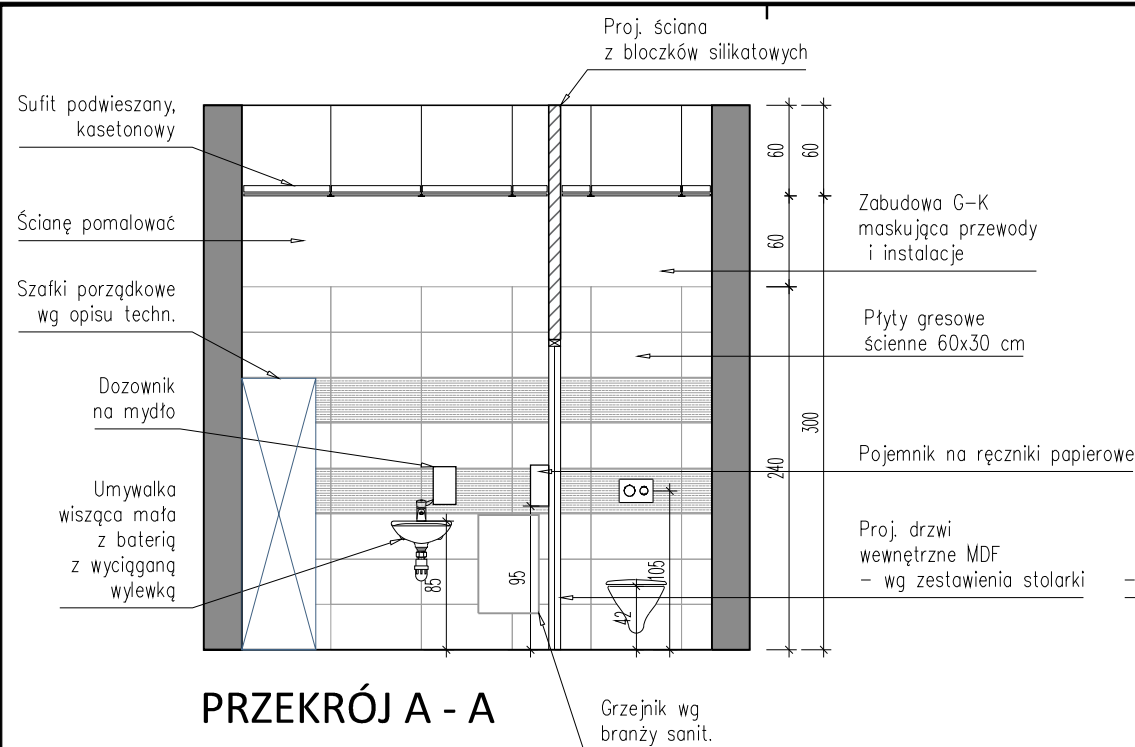 Proj. ściana
z bloczków silikatowych
Sufit podwieszany,
kasetonowy
Ścianę pomalować
Szafki porządkowe
wg opisu techn.
Dozownik
na mydło
Umywalka
wisząca mała
z baterią
z wyciąganą
wylewką
60
60
60
240
300
Zabudowa G-K
maskująca przewody
i instalacje
Płyty gresowe
ścienne 60x30 cm
Pojemnik na ręczniki papierowe
Proj. drzwi
wewnętrzne MDF
- wg zestawienia stolarki
85
95
42
105
PRZEKRÓJ A - A
Grzejnik wg
branży sanit.